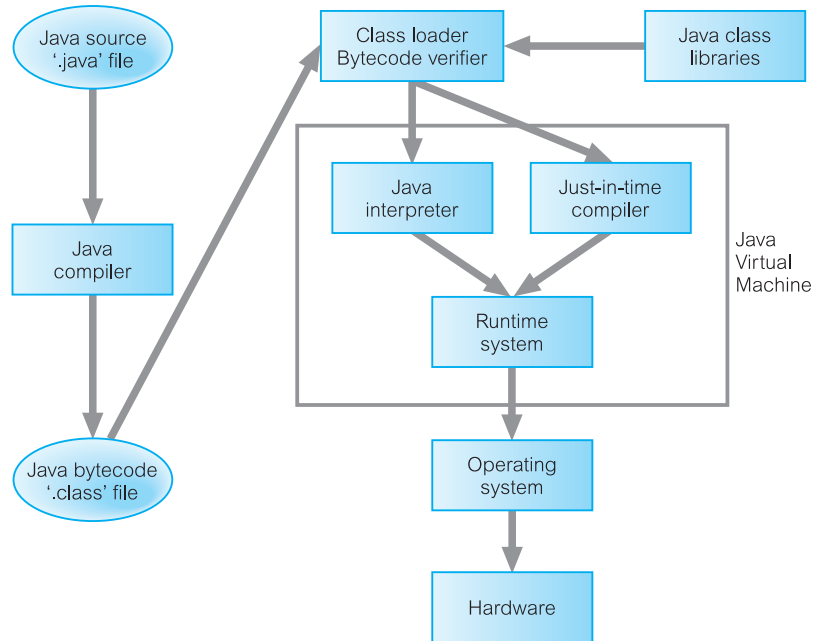 Java source
‘.java’ file
Class loader
Bytecode verifier
Java class
libraries
Java
interpreter
Just-in-time
compiler
Java
compiler
Java
Virtual
Machine
Runtime
system
Java bytecode
‘.class’ file
Operating
system
Hardware